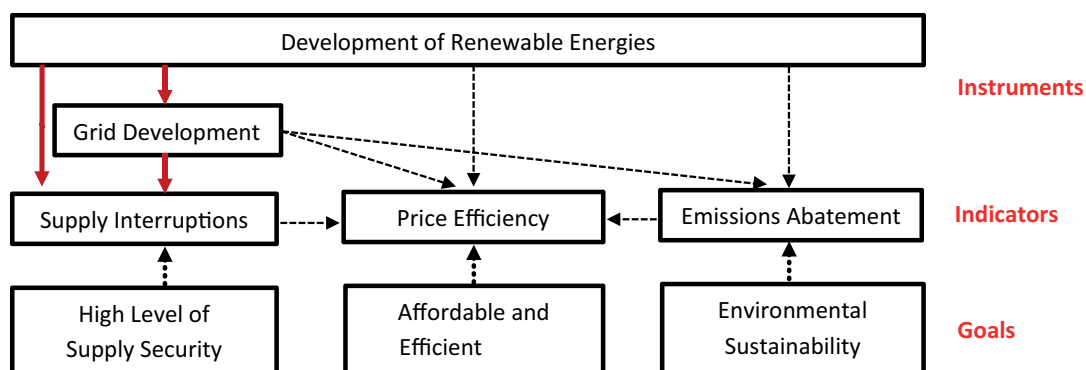 Development of Renewable Energies
Instruments
Grid Development
Supply Interruptions
Price Efficiency
Emissions Abatement
Indicators
High Level of
Supply Security
Affordable and
Efficient
Environmental
Sustainability
Goals